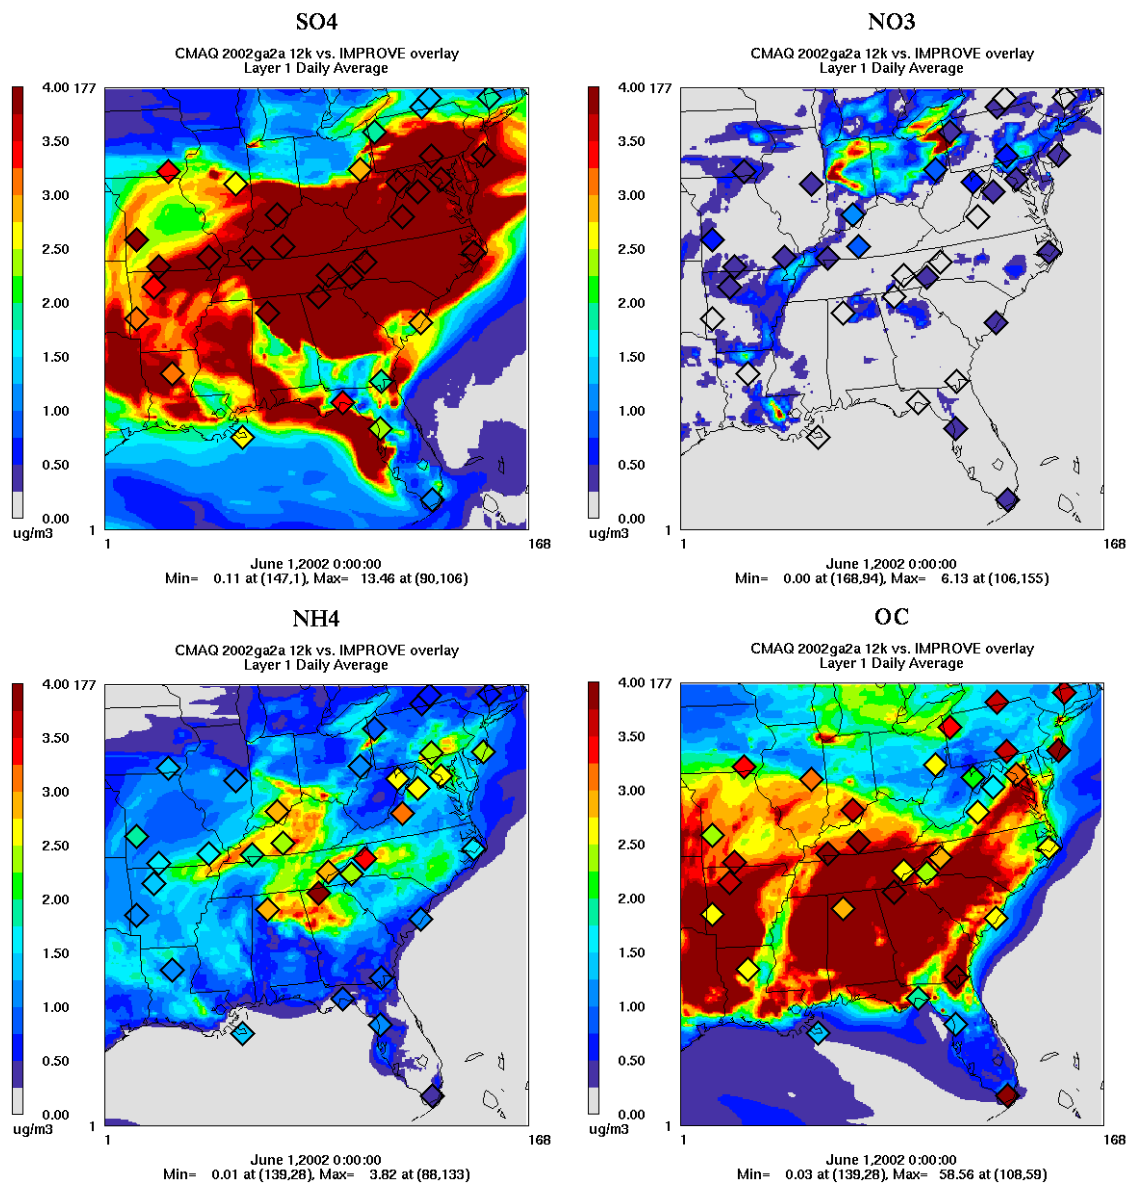 SO4
CMAQ 2002ga2a 12k vs. IMPROVE overlay
Layer 1 Daily Average
4.00 177
3.50
3.00
2.50
2.00
1.50
1.00
0.50
0.00
ug/m3
1
1
168
June 1,2002 0:00:00
Min= 0.11 at (147,1), Max= 13.46 at (90,106)
NO3
CMAQ 2002ga2a 12k vs. IMPROVE overlay
Layer 1 Daily Average
4.00 177
3.50
3.00
2.50
2.00
1.50
1.00
0.50
0.00
ug/m3
1
1
168
June 1,2002 0:00:00
Min= 0.00 at (168,94), Max= 6.13 at (106,155)
NH4
CMAQ 2002ga2a 12k vs. IMPROVE overlay
Layer 1 Daily Average
4.00 177
3.50
3.00
2.50
2.00
1.50
1.00
0.50
0.00
ug/m3
1
1
168
June 1,2002 0:00:00
Min= 0.01 at (139,28), Max= 3.82 at (88,133)
OC
CMAQ 2002ga2a 12k vs. IMPROVE overlay
Layer 1 Daily Average
4.00 177
3.50
3.00
2.50
2.00
1.50
1.00
0.50
0.00
ug/m3
1
1
168
June 1,2002 0:00:00
Min= 0.03 at (139,28), Max= 58.56 at (108,59)